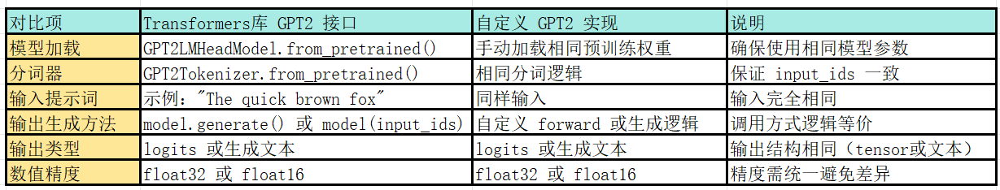 对比项 Transformers库 GPT2 接口 自定义 GPT2 实现 说明
模型加载 GPT2LMHeadModel.from_pretrained() 手动加载相同预训练权重 确保使用相同模型参数
分词器 GPT2Tokenizer.from_pretrained() 相同分词逻辑 保证 input_ids 一致
输入提示词 示例："The quick brown fox" 同样输入 输入完全相同
输出生成方法 model.generate() 或 model(input_ids) 自定义 forward 或生成逻辑 调用方式逻辑等价
输出类型 logits 或生成文本 logits 或生成文本 输出结构相同（tensor或文本）
数值精度 float32 或 float16 float32 或 float16 精度需统一避免差异